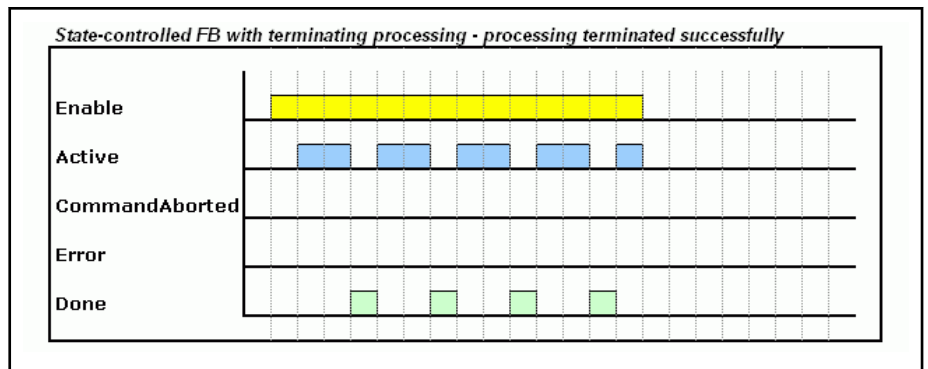 State-controlled FB with terminating processing - processing terminated successfully
Enable
Active
CommandAborted
Error
Done